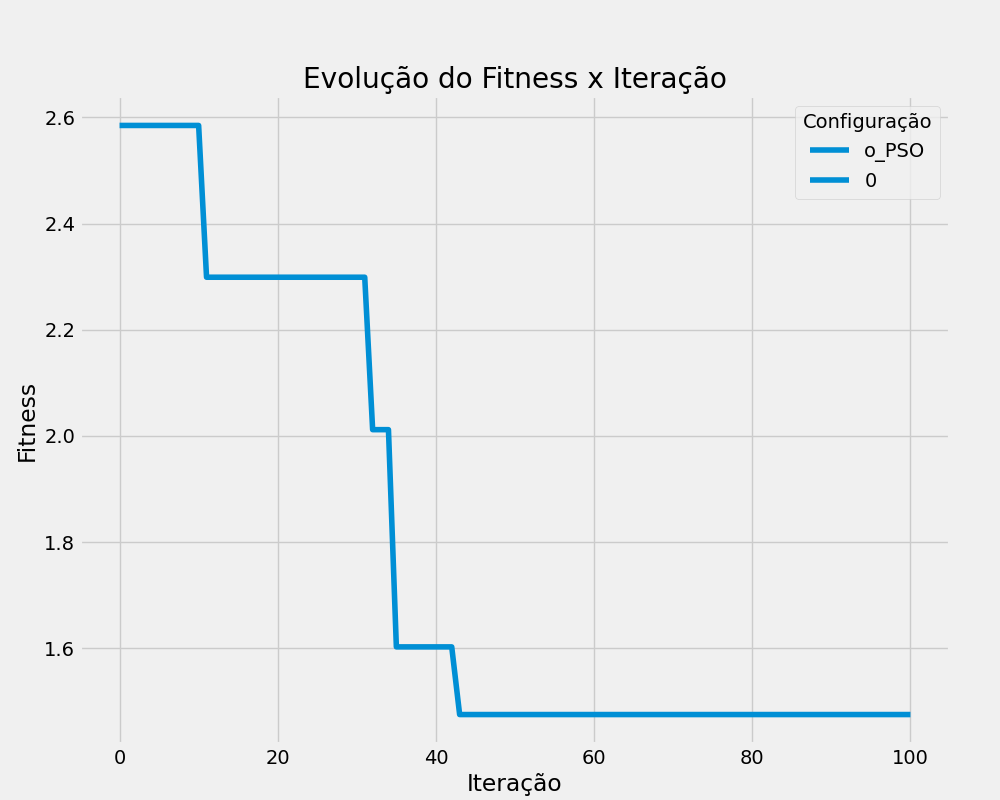 Evolução do Fitness x Iteração
Configuração
o_PSO
0
2.6
2.4
2.2
2.0
1.8
1.6
Fitness
0 20 40 60 80 100
Iteração